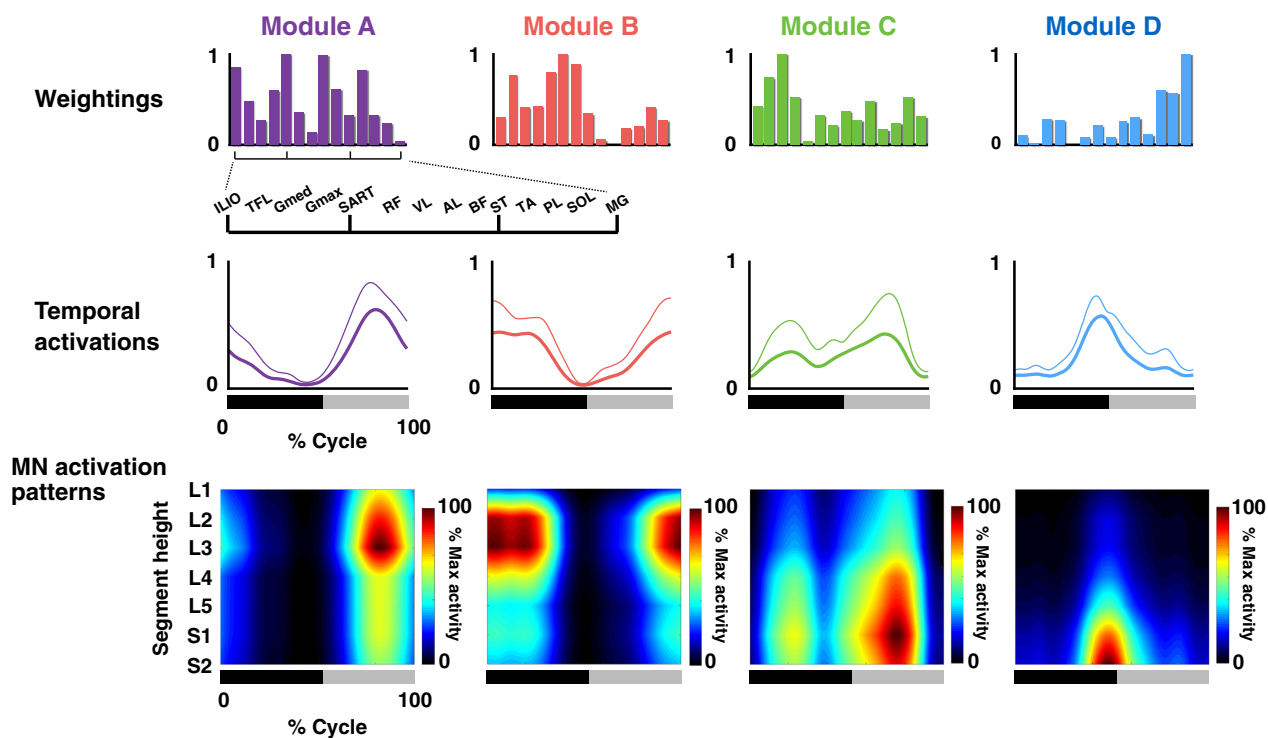 Module A Module B Module C Module D
Weightings
1 1 1 1
0 0 0 0
ILIO TFL Gmed Gmax SART RF VL AL BF ST TA PL SOL MG
Temporal
activations
1 1 1 1
0 0 0 0
0 100
% Cycle
MN activation
patterns
Segment height
L1
L2
L3
L4
L5
S1
S2
100 100 100 100
% Max activity % Max activity % Max activity % Max activity
0 0 0 0
0 100
% Cycle